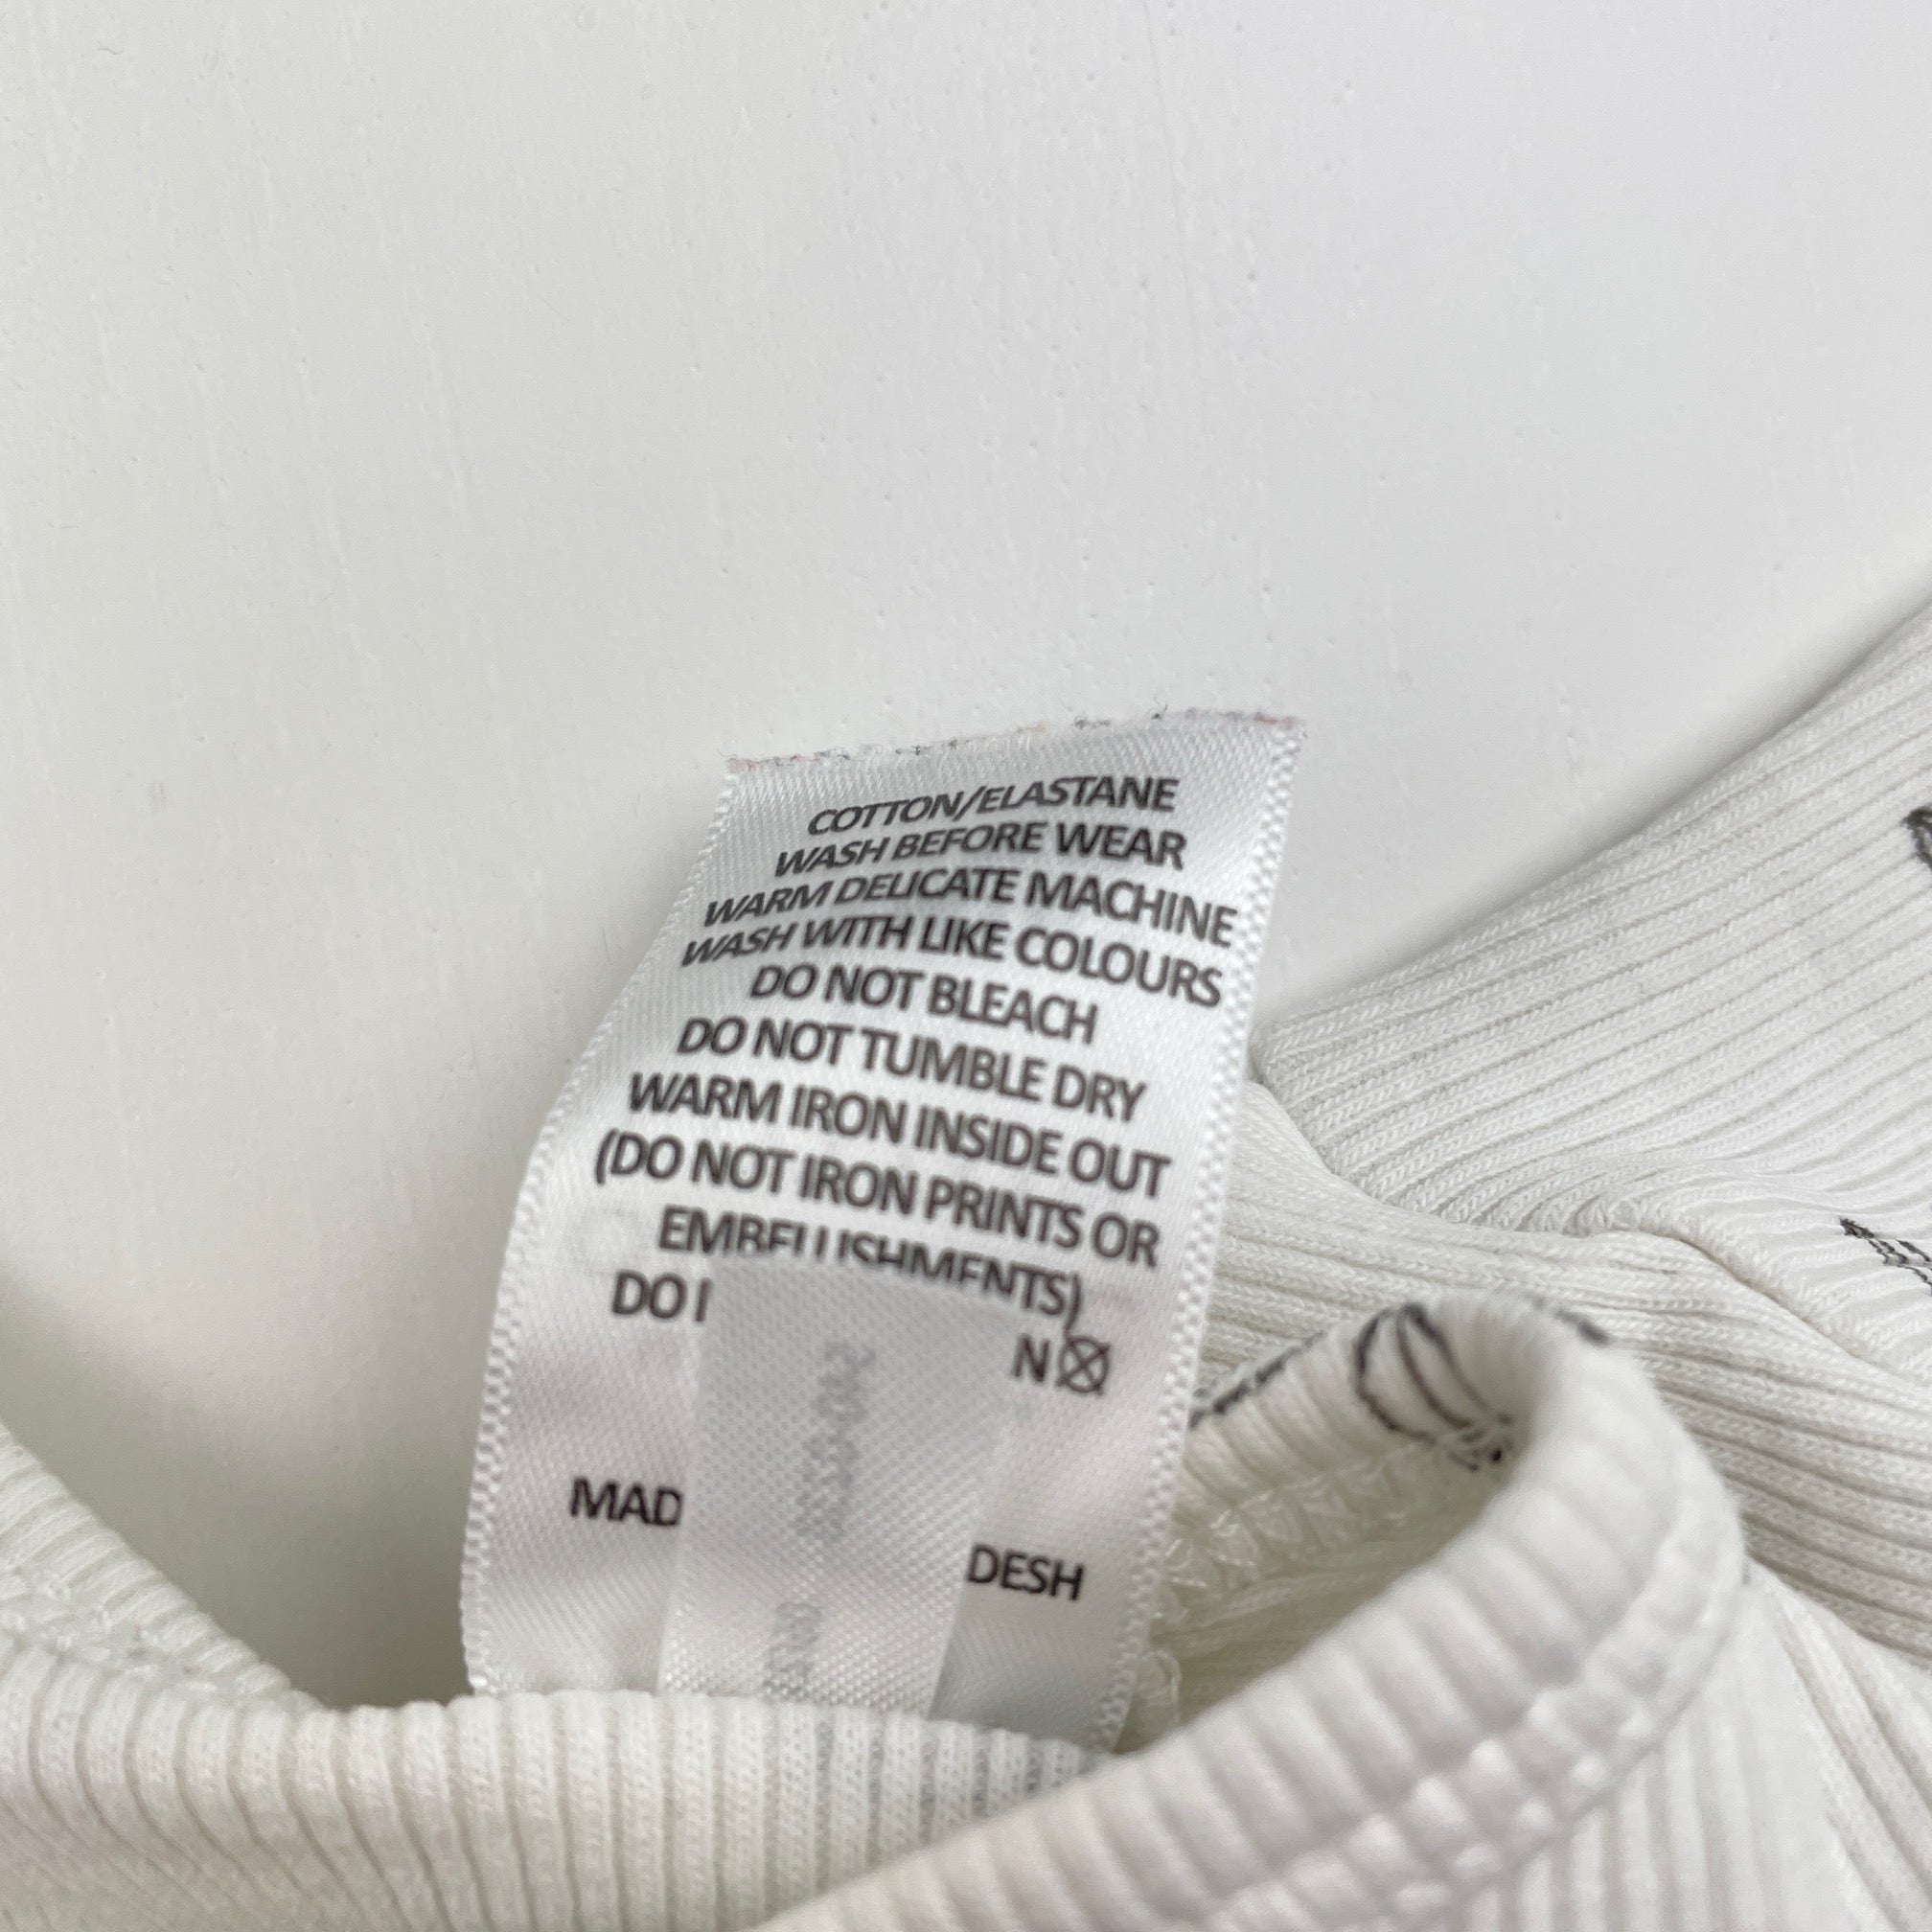 COTTON/ELASTANE
WASH BEFORE WEAR
WARM DELICATE MACHINE
WASH WITH LIKE COLOURS
DO NOT BLEACH
DO NOT TUMBLE DRY
WARM IRON INSIDE OUT
(DO NOT IRON PRINTS OR
EMBELLISHMENTS)
DO